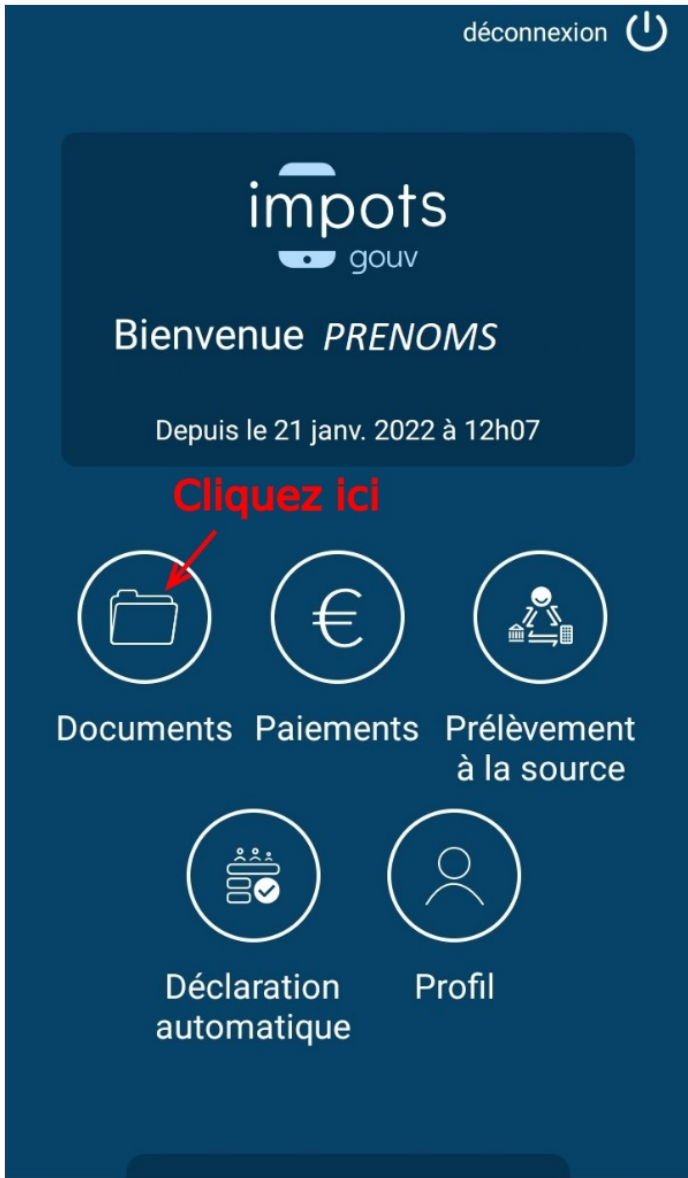 déconnexion
impots
gouv
Bienvenue PRENOMS
Depuis le 21 janv. 2022 à 12h07
Cliquez ici
€
Documents Paiements Prélèvement
à la source
Déclaration Profil
automatique